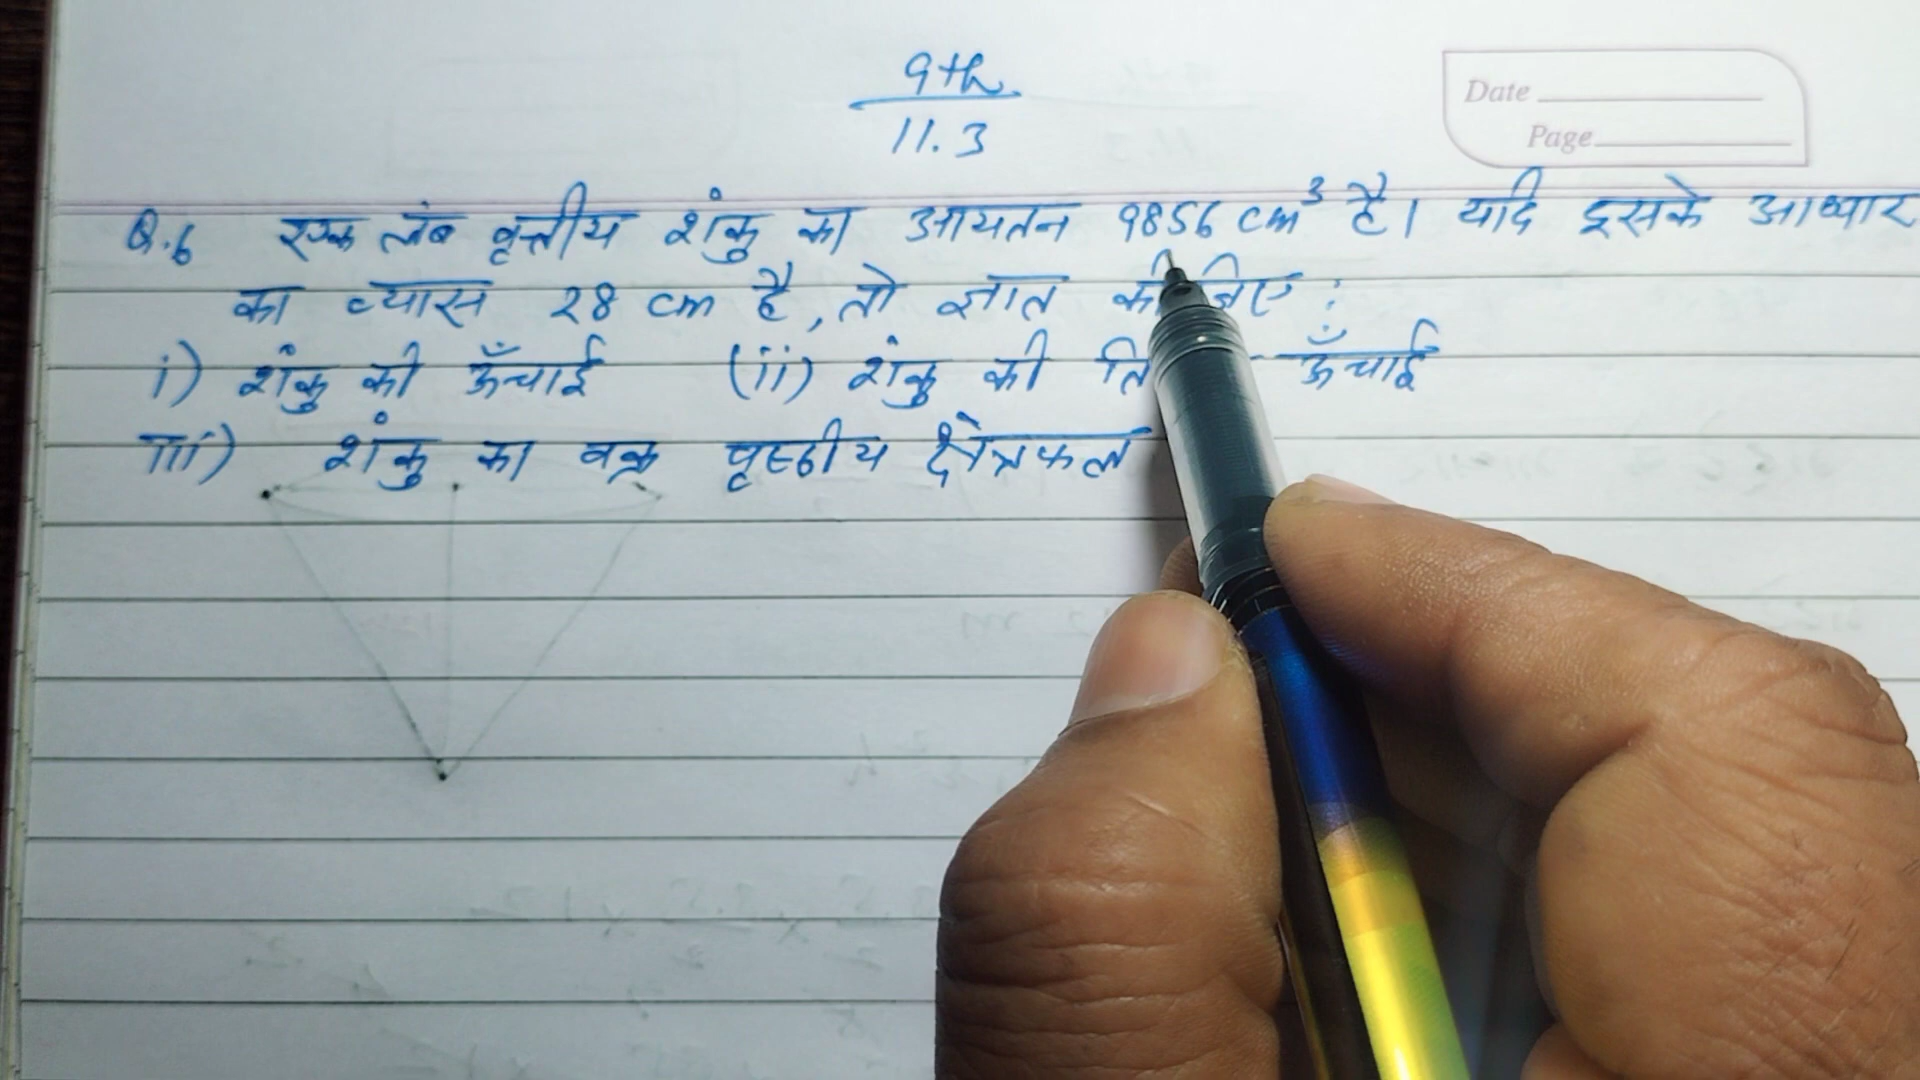 9th
11.3
Date
Page
Q.6 एक लंब वृत्तीय शंकु का आयतन 9856 cm³ है। यदि इसके आधार
का व्यास 28 cm है, तो ज्ञात कीजिए :
i) शंकु की ऊँचाई (ii) शंकु की ति ऊँचाई
iii) शंकु का वक्र पृष्ठीय क्षेत्रफल